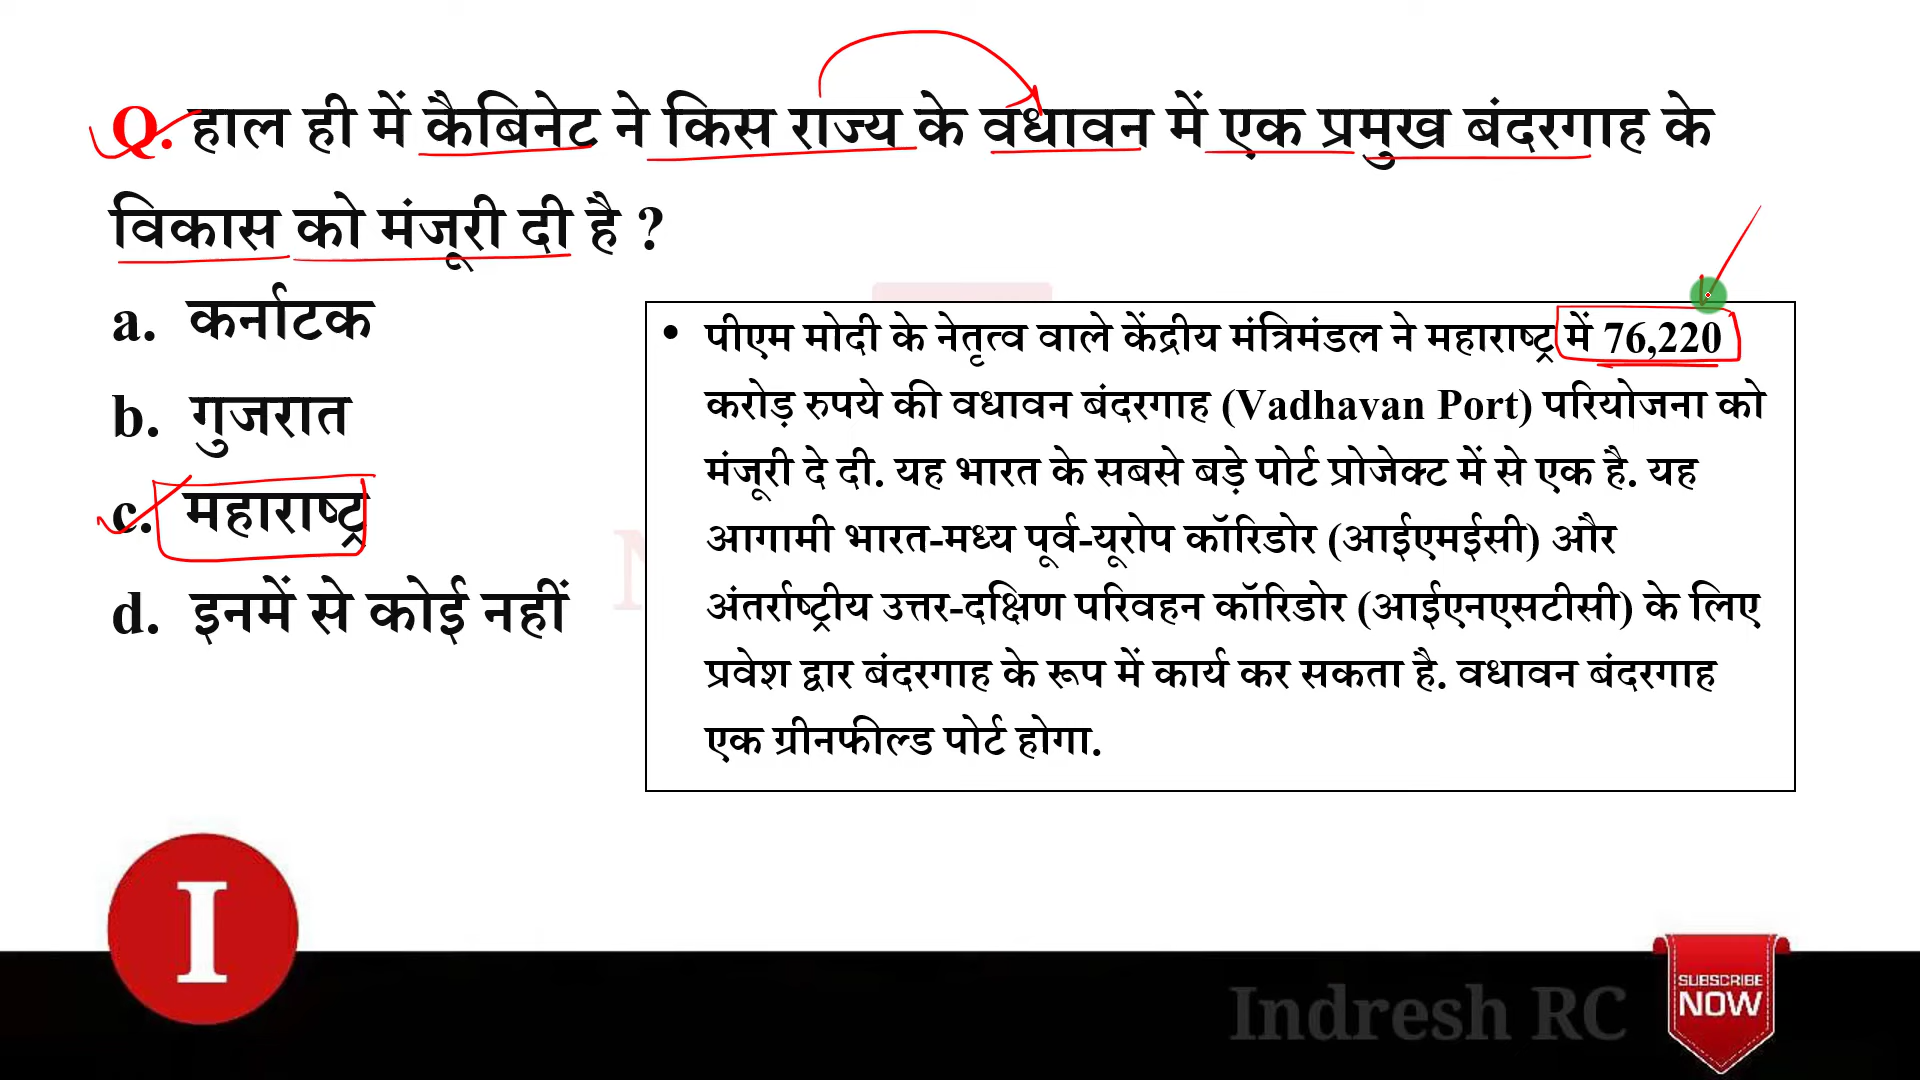 Q. हाल ही में कैबिनेट ने किस राज्य के वधावन में एक प्रमुख बंदरगाह के
विकास को मंजूरी दी है ?
a. कर्नाटक
b. गुजरात
c. महाराष्ट्र
d. इनमें से कोई नहीं
• पीएम मोदी के नेतृत्व वाले केंद्रीय मंत्रिमंडल ने महाराष्ट्र में 76,220
करोड़ रुपये की वधावन बंदरगाह (Vadhavan Port) परियोजना को
मंजूरी दे दी. यह भारत के सबसे बड़े पोर्ट प्रोजेक्ट में से एक है. यह
आगामी भारत-मध्य पूर्व-यूरोप कॉरिडोर (आईएमईसी) और
अंतर्राष्ट्रीय उत्तर-दक्षिण परिवहन कॉरिडोर (आईएनएसटीसी) के लिए
प्रवेश द्वार बंदरगाह के रूप में कार्य कर सकता है. वधावन बंदरगाह
एक ग्रीनफील्ड पोर्ट होगा.
I
Indresh RC
SUBSCRIBE
NOW